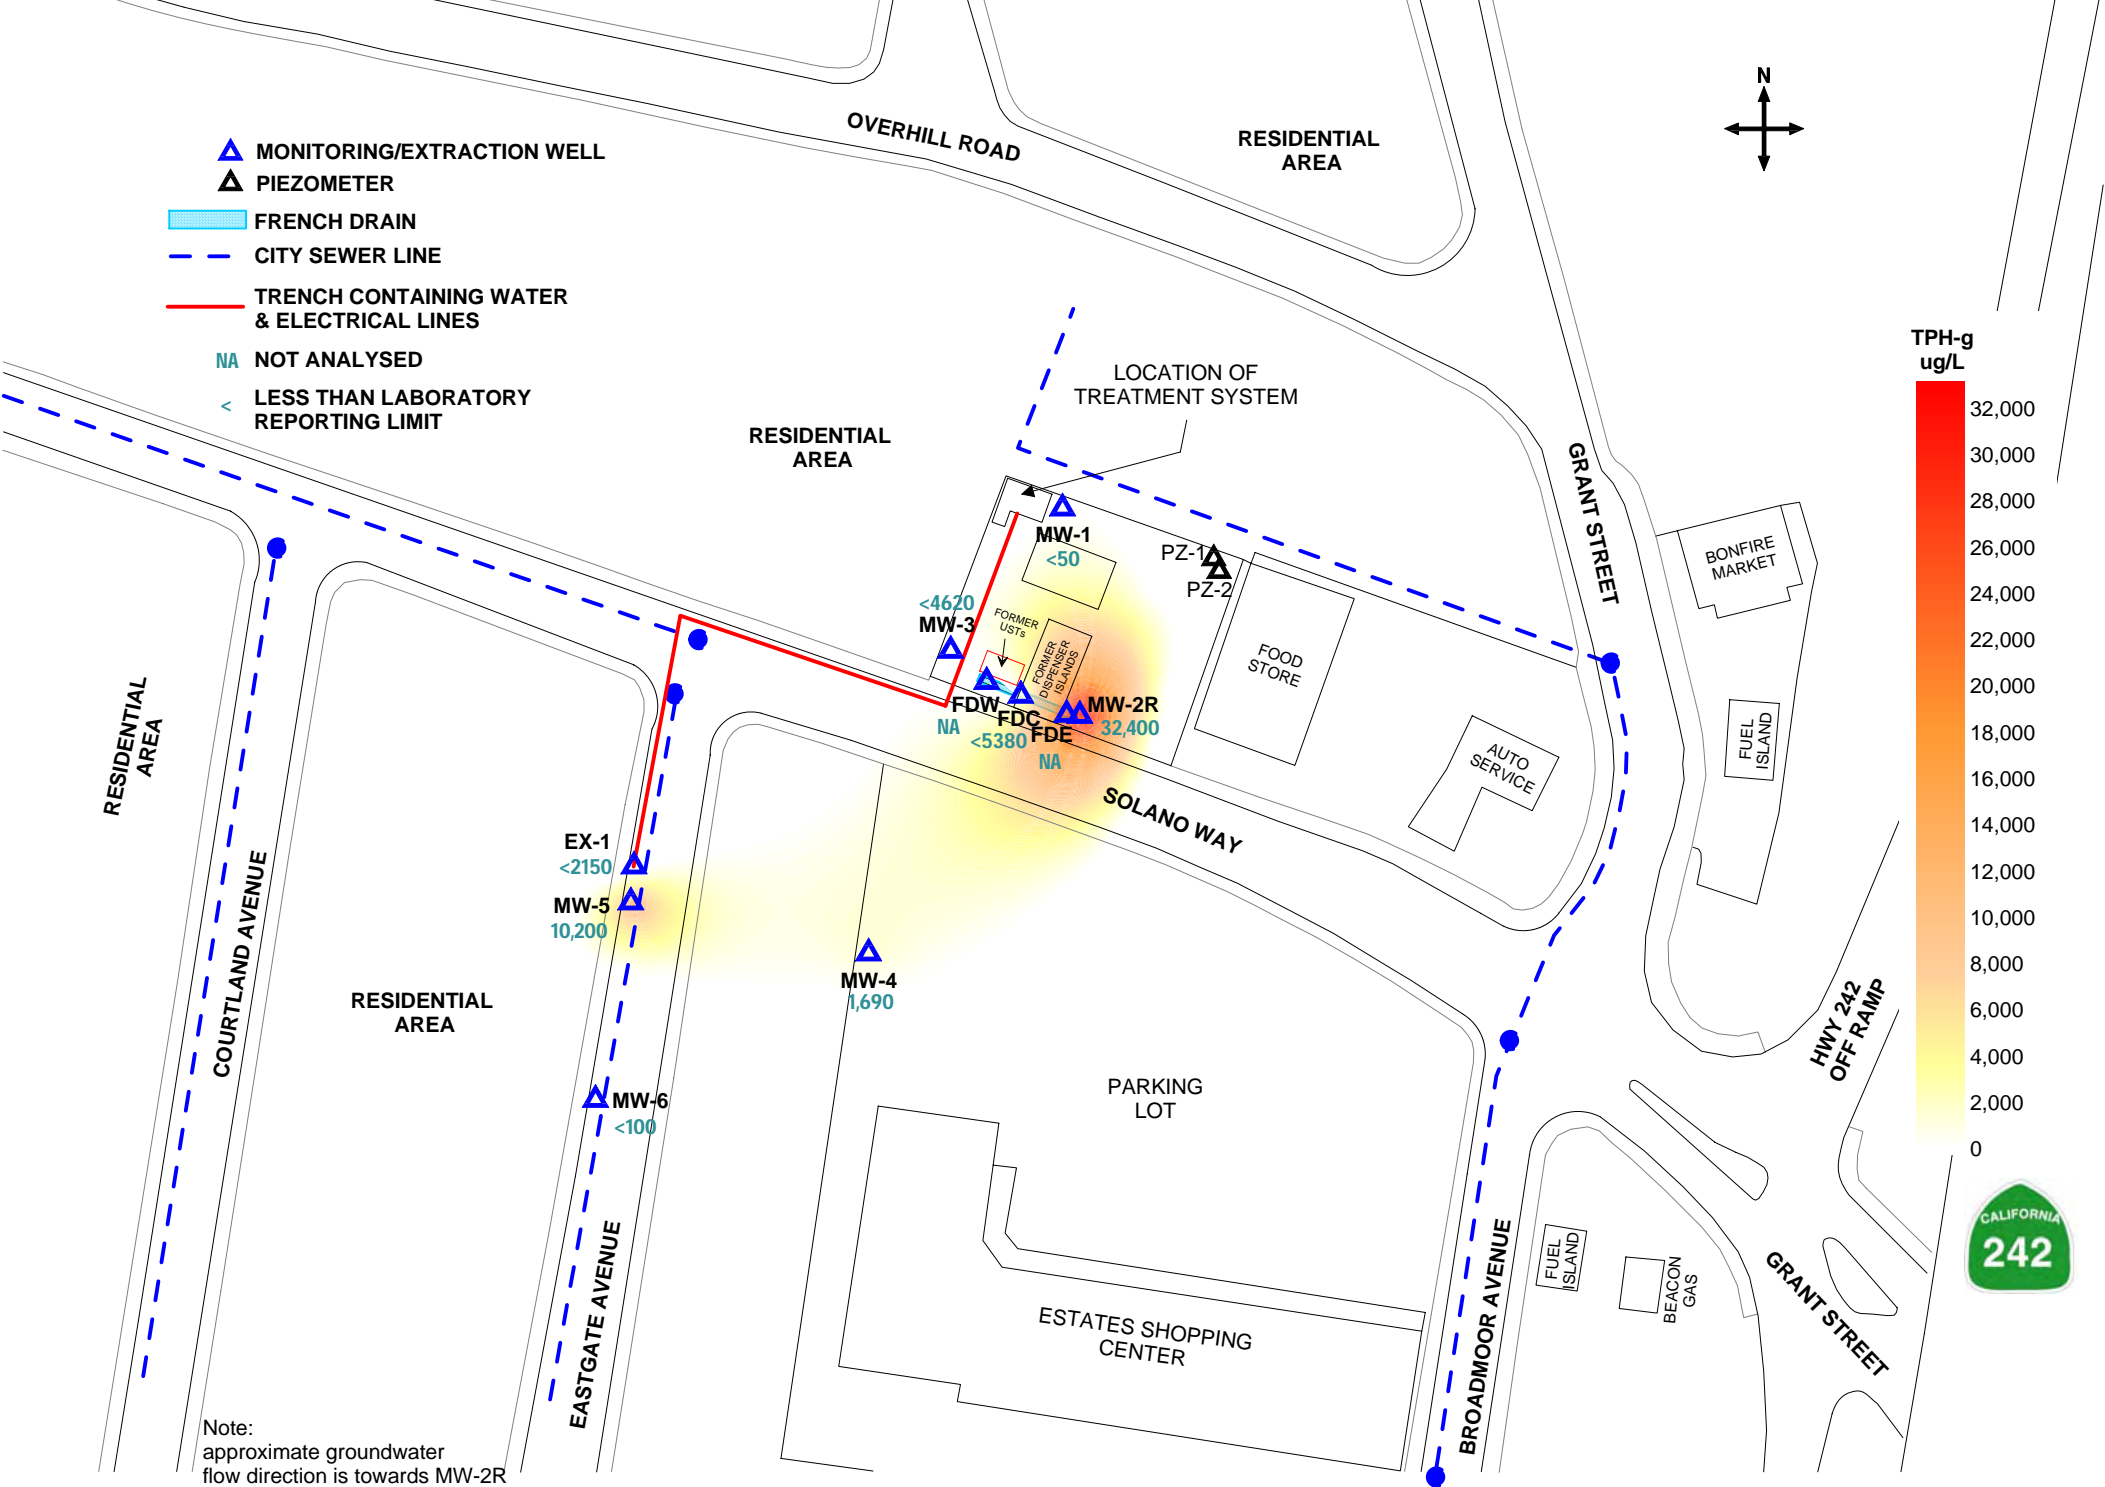 N
OVERHILL ROAD
RESIDENTIAL
AREA
MONITORING/EXTRACTION WELL
PIEZOMETER
FRENCH DRAIN
CITY SEWER LINE
TRENCH CONTAINING WATER
& ELECTRICAL LINES
NA NOT ANALYSED
< LESS THAN LABORATORY
REPORTING LIMIT
TPH-g
ug/L
32,000
30,000
28,000
26,000
24,000
22,000
20,000
18,000
16,000
14,000
12,000
10,000
8,000
6,000
4,000
2,000
0
LOCATION OF
TREATMENT SYSTEM
RESIDENTIAL
AREA
GRANT STREET
MW-1
<50
PZ-1
PZ-2
BONFIRE
MARKET
<4620
MW-3
FORMER
USTs
FORMER
DISPENSER
ISLANDS
FOOD
STORE
FDW
NA
FDC
<5380
FDE
NA
MW-2R
32,400
FUEL
ISLAND
AUTO
SERVICE
RESIDENTIAL
AREA
SOLANO WAY
EX-1
<2150
MW-5
10,200
COURTLAND AVENUE
MW-4
1,690
RESIDENTIAL
AREA
HWY 242
OFF RAMP
PARKING
LOT
MW-6
<100
CALIFORNIA
242
EASTGATE AVENUE
BROADMOOR AVENUE
FUEL
ISLAND
BEACON
GAS
GRANT STREET
ESTATES SHOPPING
CENTER
Note:
approximate groundwater
flow direction is towards MW-2R